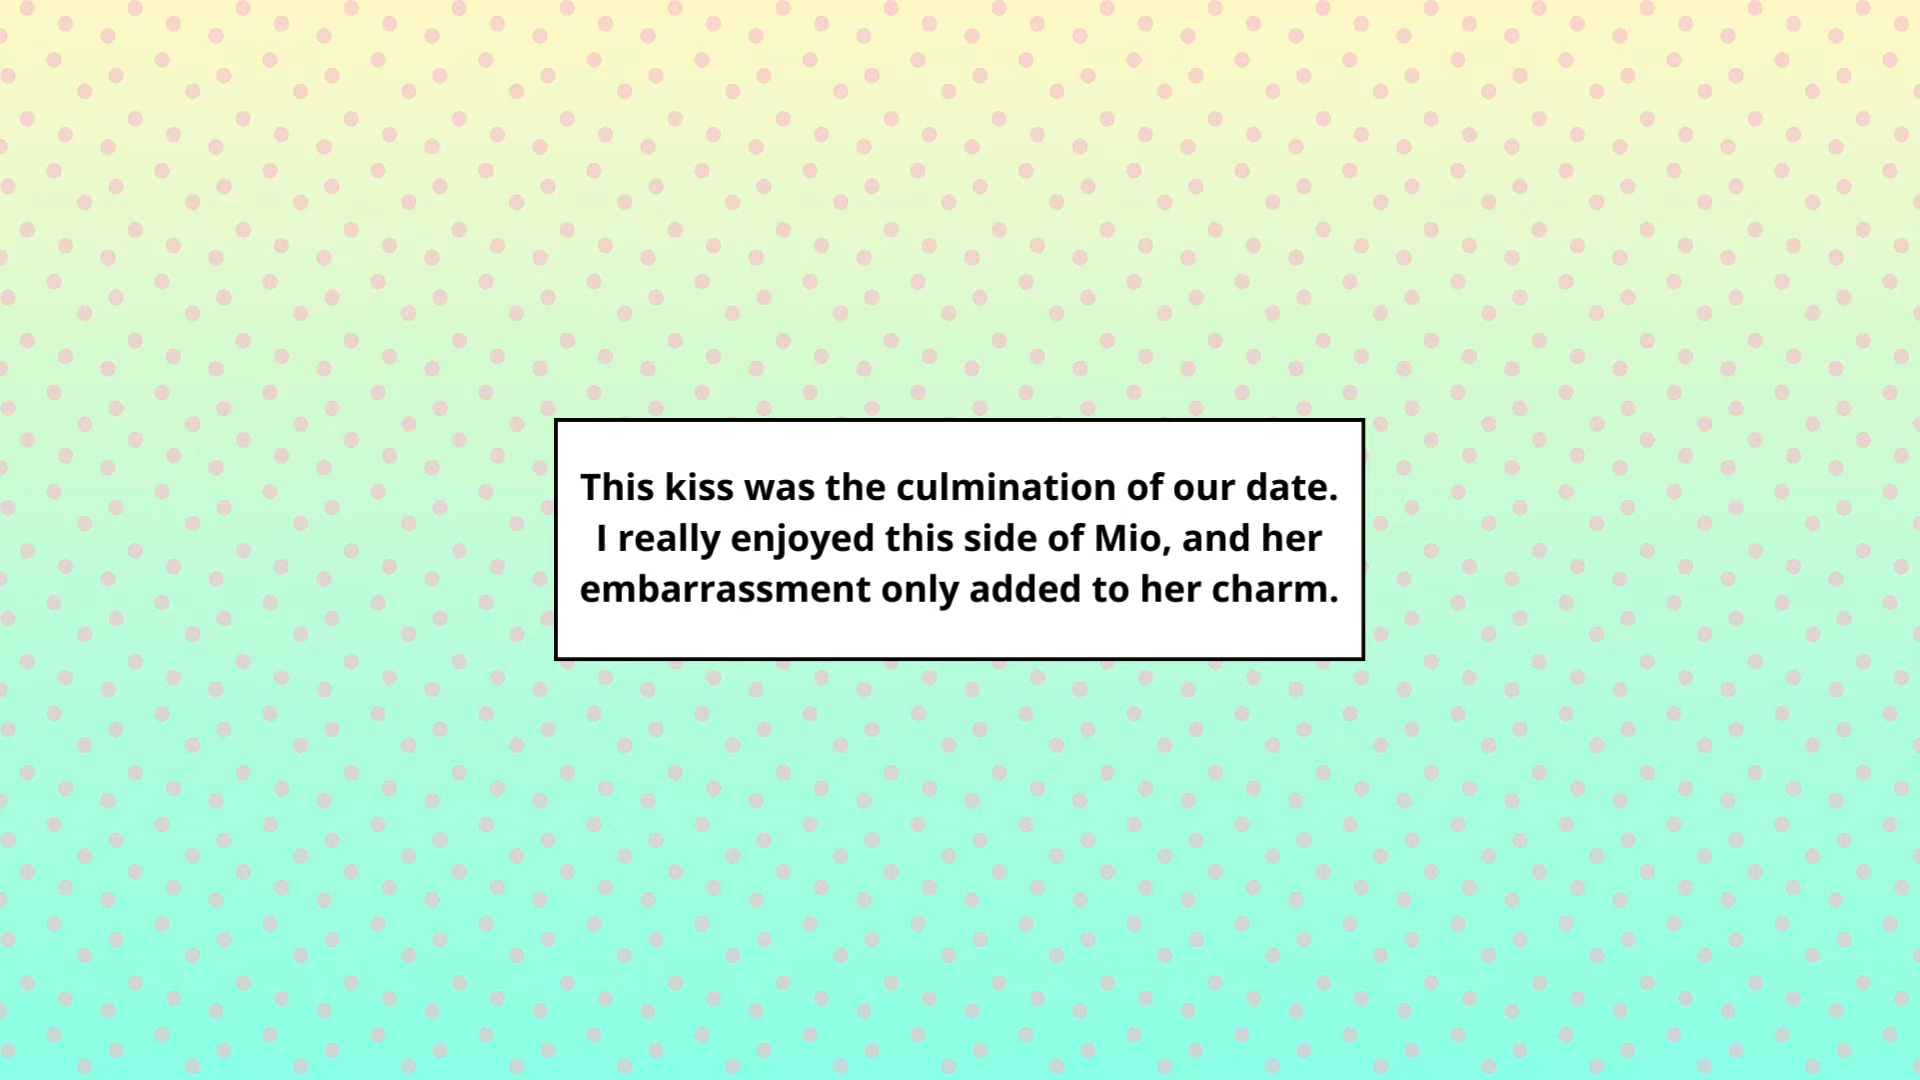 This kiss was the culmination of our date.
I really enjoyed this side of Mio, and her
embarrassment only added to her charm.